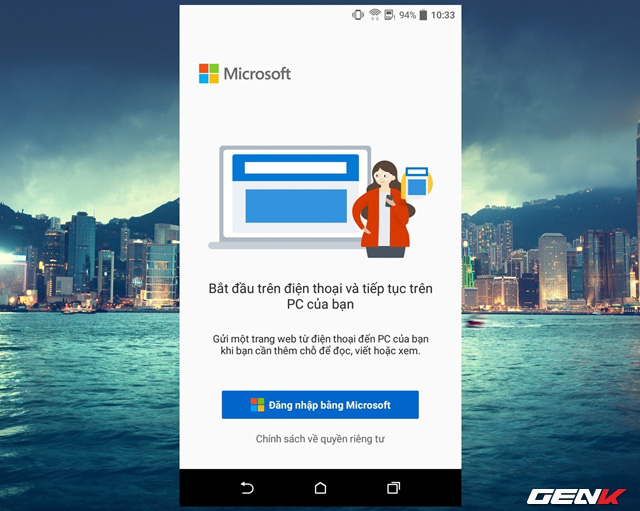 94% 10:33
Microsoft
Bắt đầu trên điện thoại và tiếp tục trên
PC của bạn
Gửi một trang web từ điện thoại đến PC của bạn
khi bạn cần thêm chỗ để đọc, viết hoặc xem.
Đăng nhập bằng Microsoft
Chính sách về quyền riêng tư
GENK